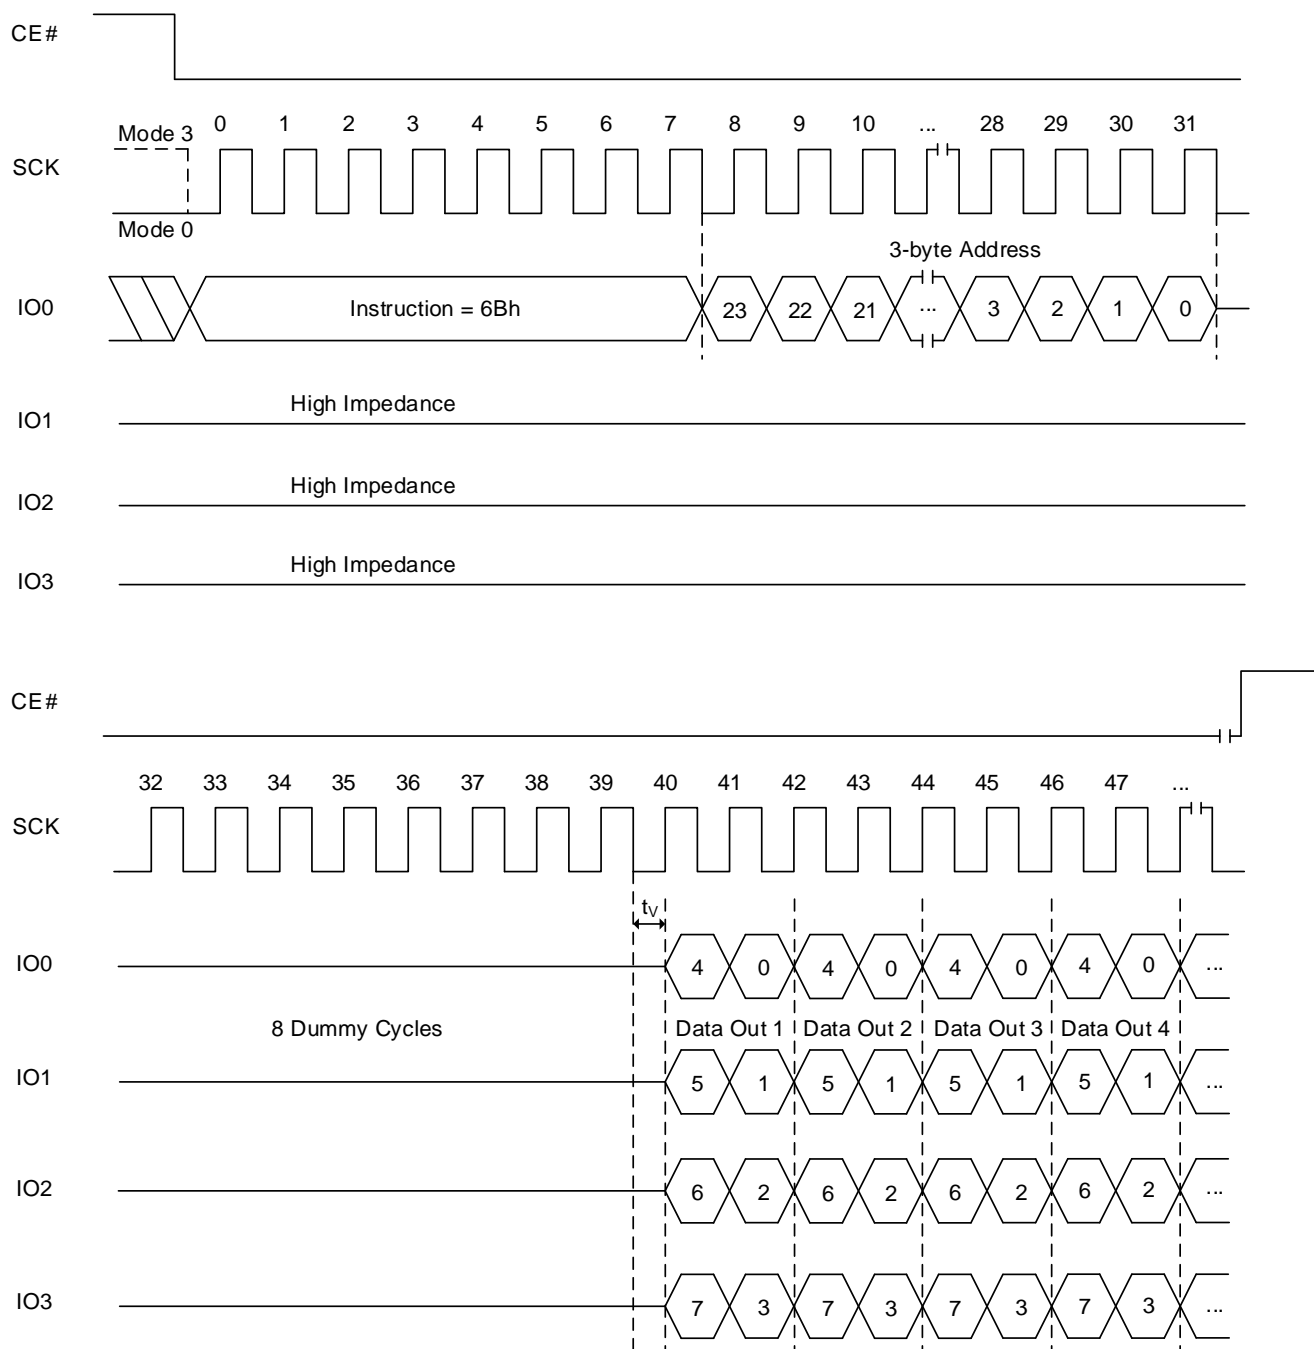 CE#
Mode 3 0 1 2 3 4 5 6 7 8 9 10 ... 28 29 30 31
SCK
Mode 0
3-byte Address
IO0 Instruction = 6Bh 23 22 21 ... 3 2 1 0
High Impedance
IO1
High Impedance
IO2
High Impedance
IO3
CE#
32 33 34 35 36 37 38 39 40 41 42 43 44 45 46 47 ...
SCK
tV
IO0 4 0 4 0 4 0 4 0 ...
8 Dummy Cycles Data Out 1 Data Out 2 Data Out 3 Data Out 4
IO1 5 1 5 1 5 1 5 1 ...
IO2 6 2 6 2 6 2 6 2 ...
IO3 7 3 7 3 7 3 7 3 ...